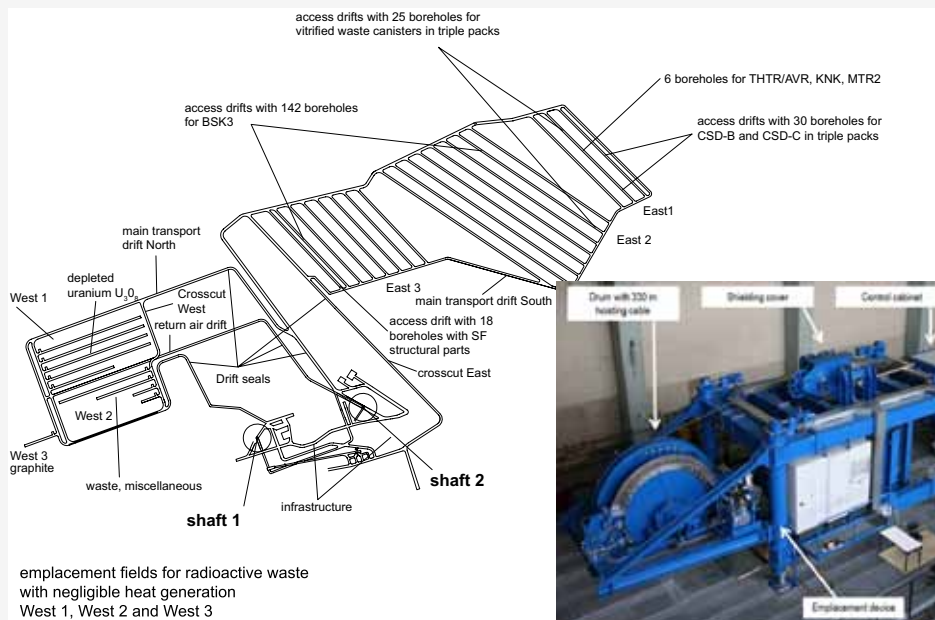 access drifts with 25 boreholes for
vitrified waste canisters in triple packs
6 boreholes for THTR/AVR, KNK, MTR2
access drifts with 142 boreholes
for BSK3
access drifts with 30 boreholes for
CSD-B and CSD-C in triple packs
East1
East 2
main transport
drift North
depleted
uranium U₃0₈
West 1
Crosscut
West
return air drift
East 3
main transport drift South
access drift with 18
boreholes with SF
structural parts
Drift seals
crosscut East
West 2
West 3
graphite
waste, miscellaneous
infrastructure
shaft 1
shaft 2
Drum with 330 m
hoisting cable
Shielding cover
Control cabinet
Emplacement device
emplacement fields for radioactive waste
with negligible heat generation
West 1, West 2 and West 3